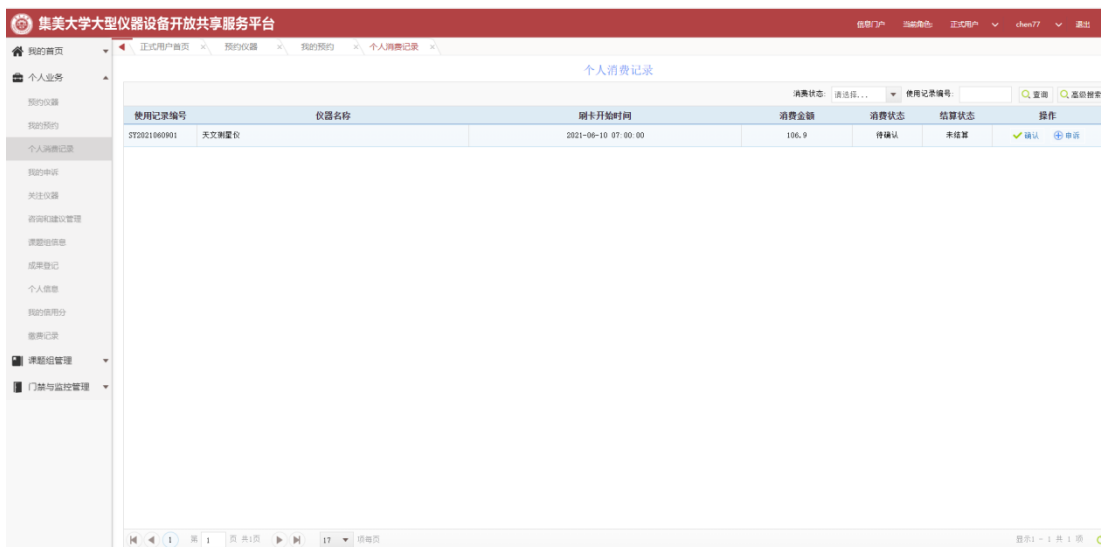 集美大学大型仪器设备开放共享服务平台 信息门户 当前角色: 正式用户 chen77 退出
我的首页 正式用户首页 × 预约仪器 × 我的预约 × 个人消费记录 ×
个人业务
个人消费记录
预约仪器
消费状态: 请选择... 使用记录编号: 查询 高级搜索
我的预约
使用记录编号 仪器名称 刷卡开始时间 消费金额 消费状态 结算状态 操作
SY2021060901 天文测量仪 2021-06-10 07:00:00 106.9 待确认 未结算 确认 申诉
个人消费记录
我的申诉
关注仪器
咨询和建议管理
课题组信息
成果登记
个人信息
我的信用分
缴费记录
课题组管理
门禁与监控管理
1 第 1 页 共1页 17 项每页 显示1 - 1 共 1 项